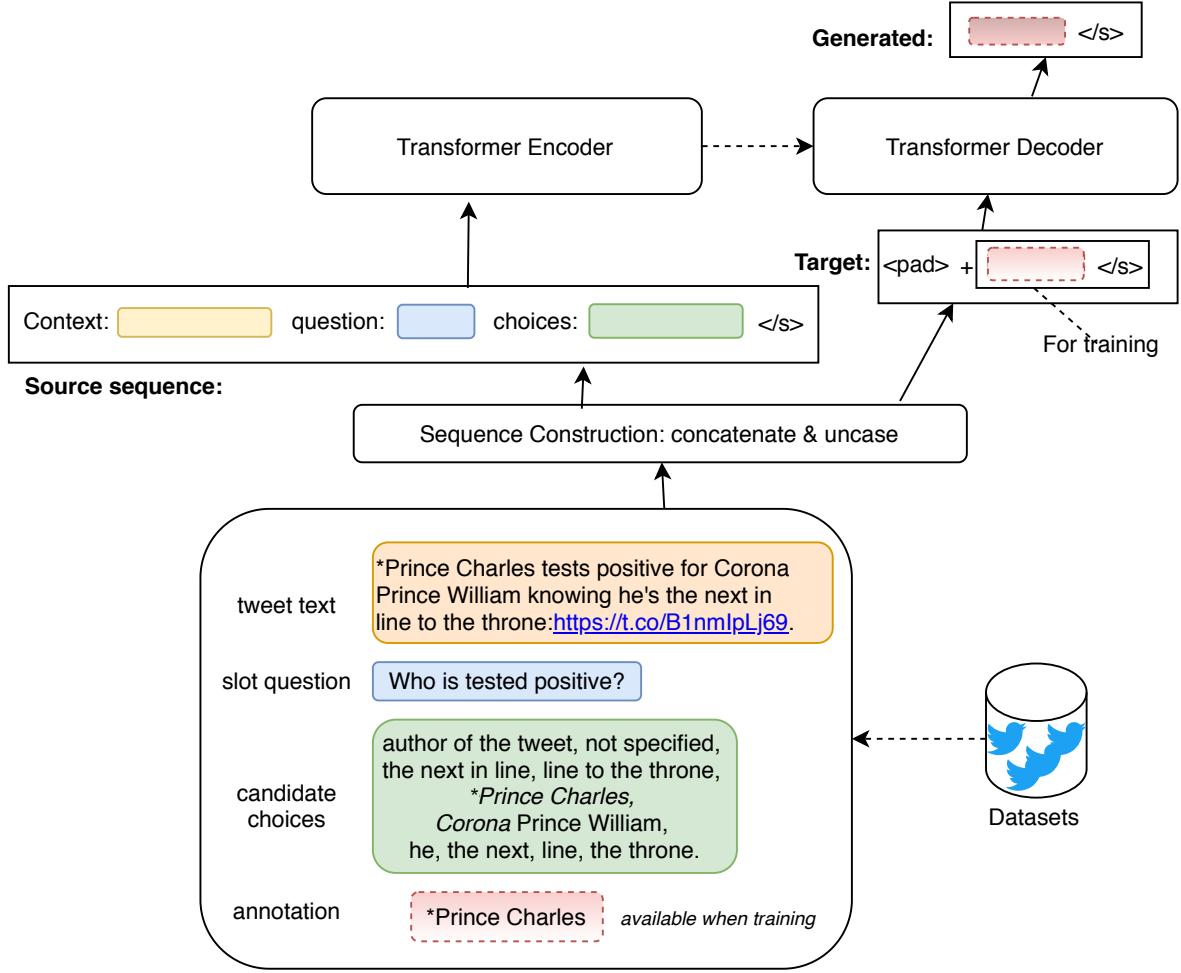 Generated:
</s>
Transformer Encoder
Transformer Decoder
Target:
<pad> +
</s>
Context:
question:
choices:
</s>
For training
Source sequence:
Sequence Construction: concatenate & uncase
tweet text
*Prince Charles tests positive for Corona
Prince William knowing he's the next in
line to the throne:https://t.co/B1nmIpLj69.
slot question
Who is tested positive?
candidate
choices
author of the tweet, not specified,
the next in line, line to the throne,
*Prince Charles,
Corona Prince William,
he, the next, line, the throne.
Datasets
annotation
*Prince Charles
available when training